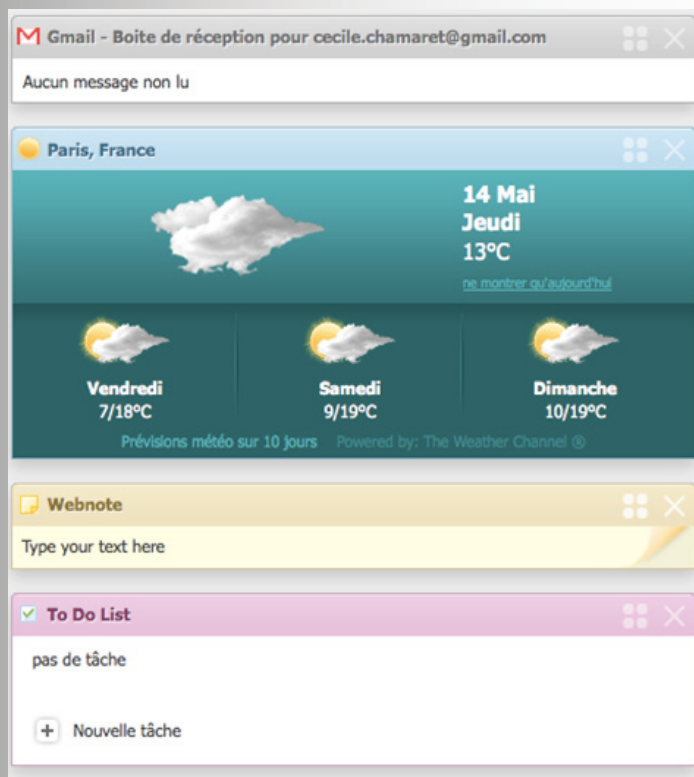 Gmail - Boite de réception pour cecile.chamaret@gmail.com
Aucun message non lu
Paris, France
14 Mai
Jeudi
13°C
ne montrer qu'aujourd'hui
Vendredi
7/18°C
Samedi
9/19°C
Dimanche
10/19°C
Prévisions météo sur 10 jours Powered by: The Weather Channel ®
Webnote
Type your text here
To Do List
pas de tâche
Nouvelle tâche